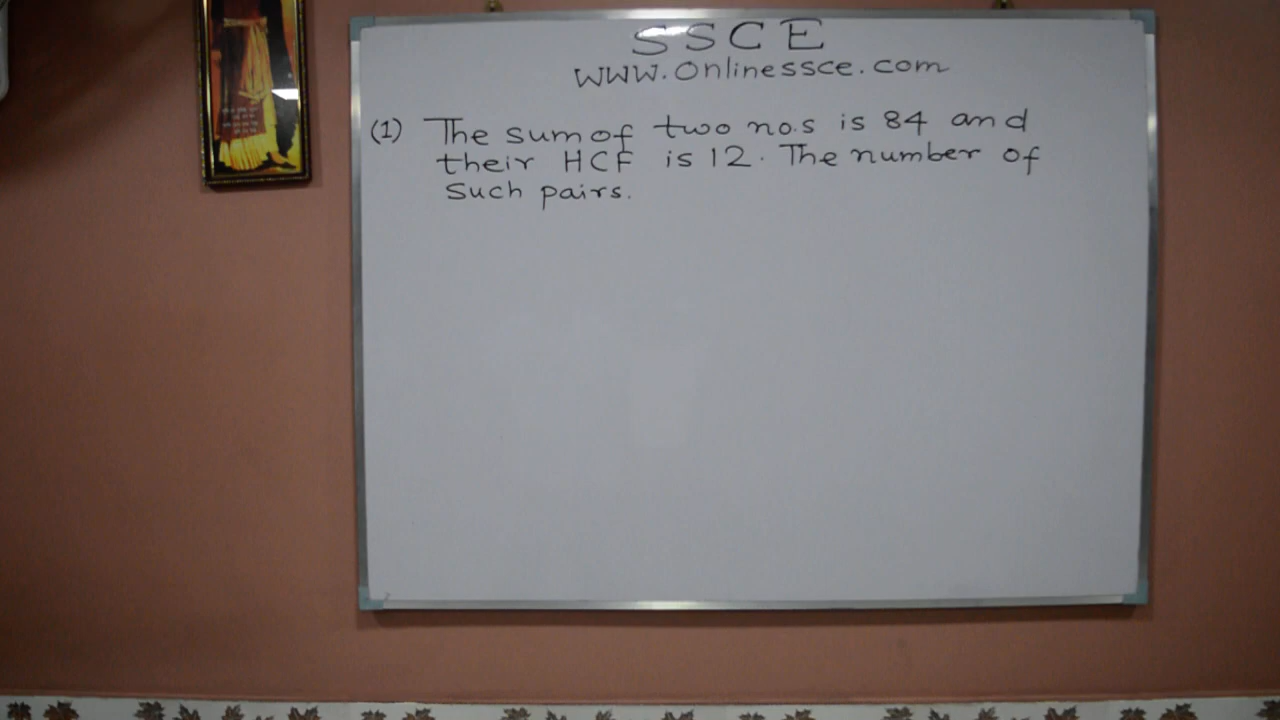 SSCE
www.onlinessce.com
(1) The sum of two no.s is 84 and
their HCF is 12. The number of
Such pairs.